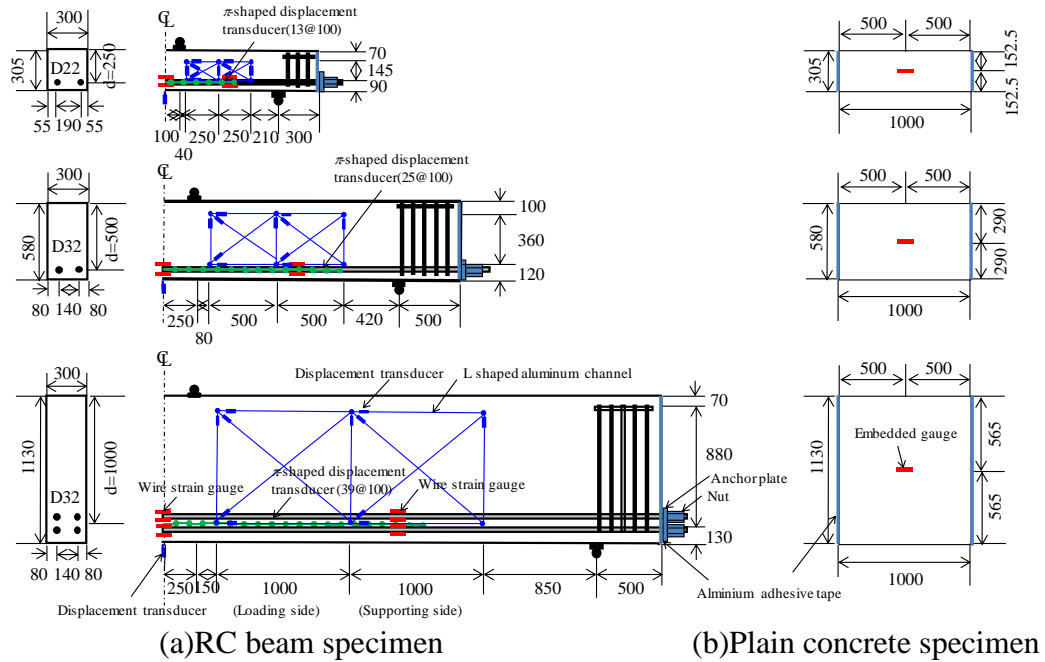 ℄
300
305
D22
d=250
55 190 55
π-shaped displacement
transducer(13@100)
70
145
90
100 250 250 210 300
40
500 500
305
152.5
152.5
1000
℄
300
580
D32
d=500
80 140 80
π-shaped displacement
transducer(25@100)
100
360
120
250 500 500 420 500
80
500 500
580
290
290
1000
℄
300
1130
D32
d=1000
80 140 80
Displacement transducer
L shaped aluminum channel
π-shaped displacement
transducer (39@100)
Wire strain gauge
Wire strain gauge
70
880
130
Anchor plate
Nut
250 150 1000 1000 850 500
Displacement transducer
(Loading side)
(Supporting side)
Alminium adhesive tape
500 500
1130
Embedded gauge
565
565
1000
(a)RC beam specimen
(b)Plain concrete specimen